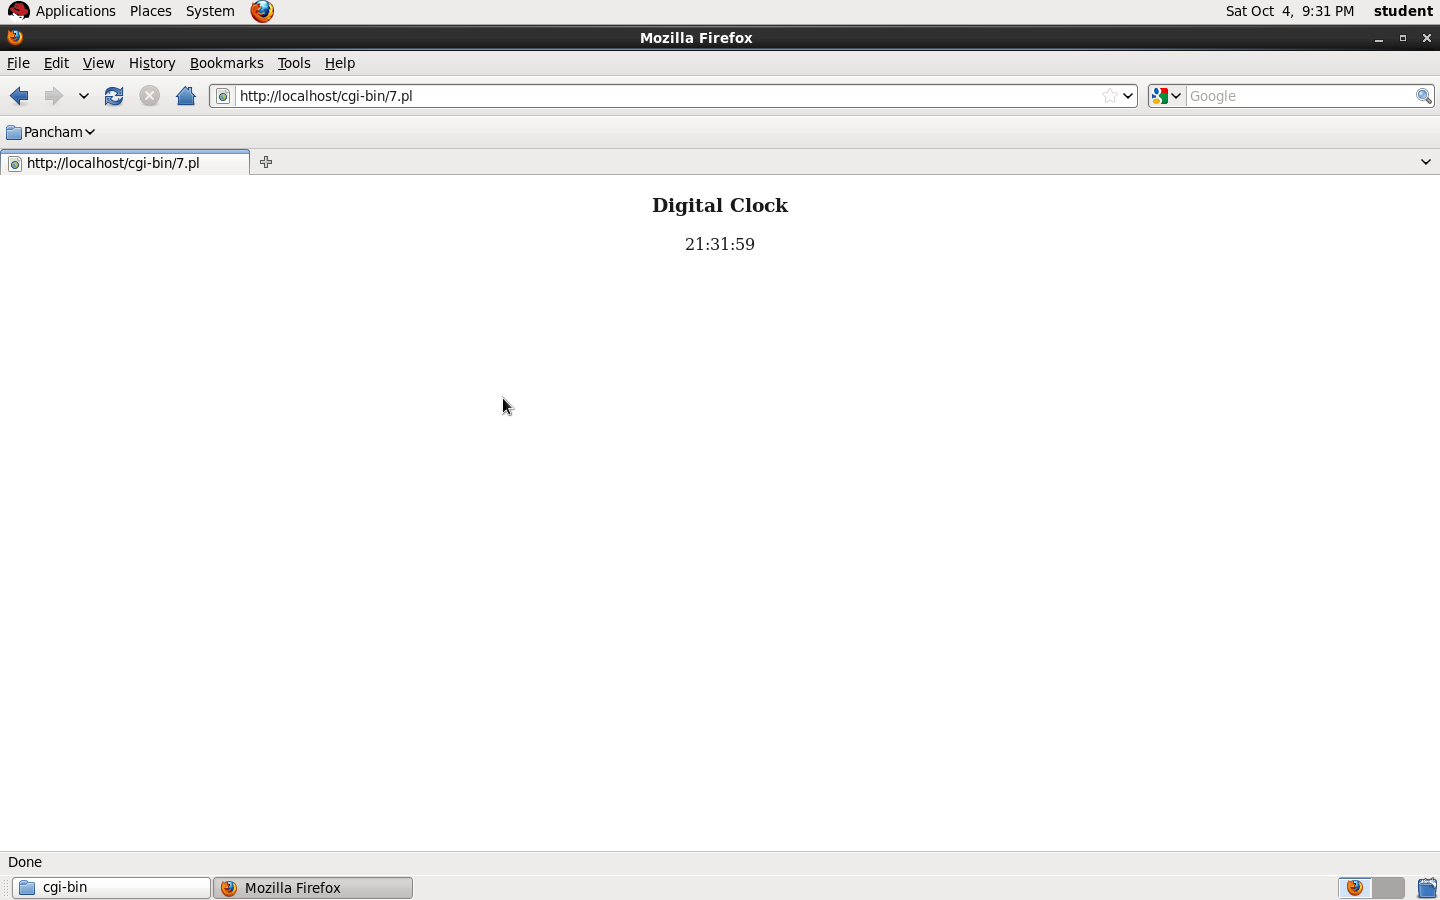 Applications Places System Sat Oct 4, 9:31 PM student
Mozilla Firefox
File Edit View History Bookmarks Tools Help
http://localhost/cgi-bin/7.pl Google
Pancham
http://localhost/cgi-bin/7.pl
Digital Clock
21:31:59
Done
cgi-bin Mozilla Firefox